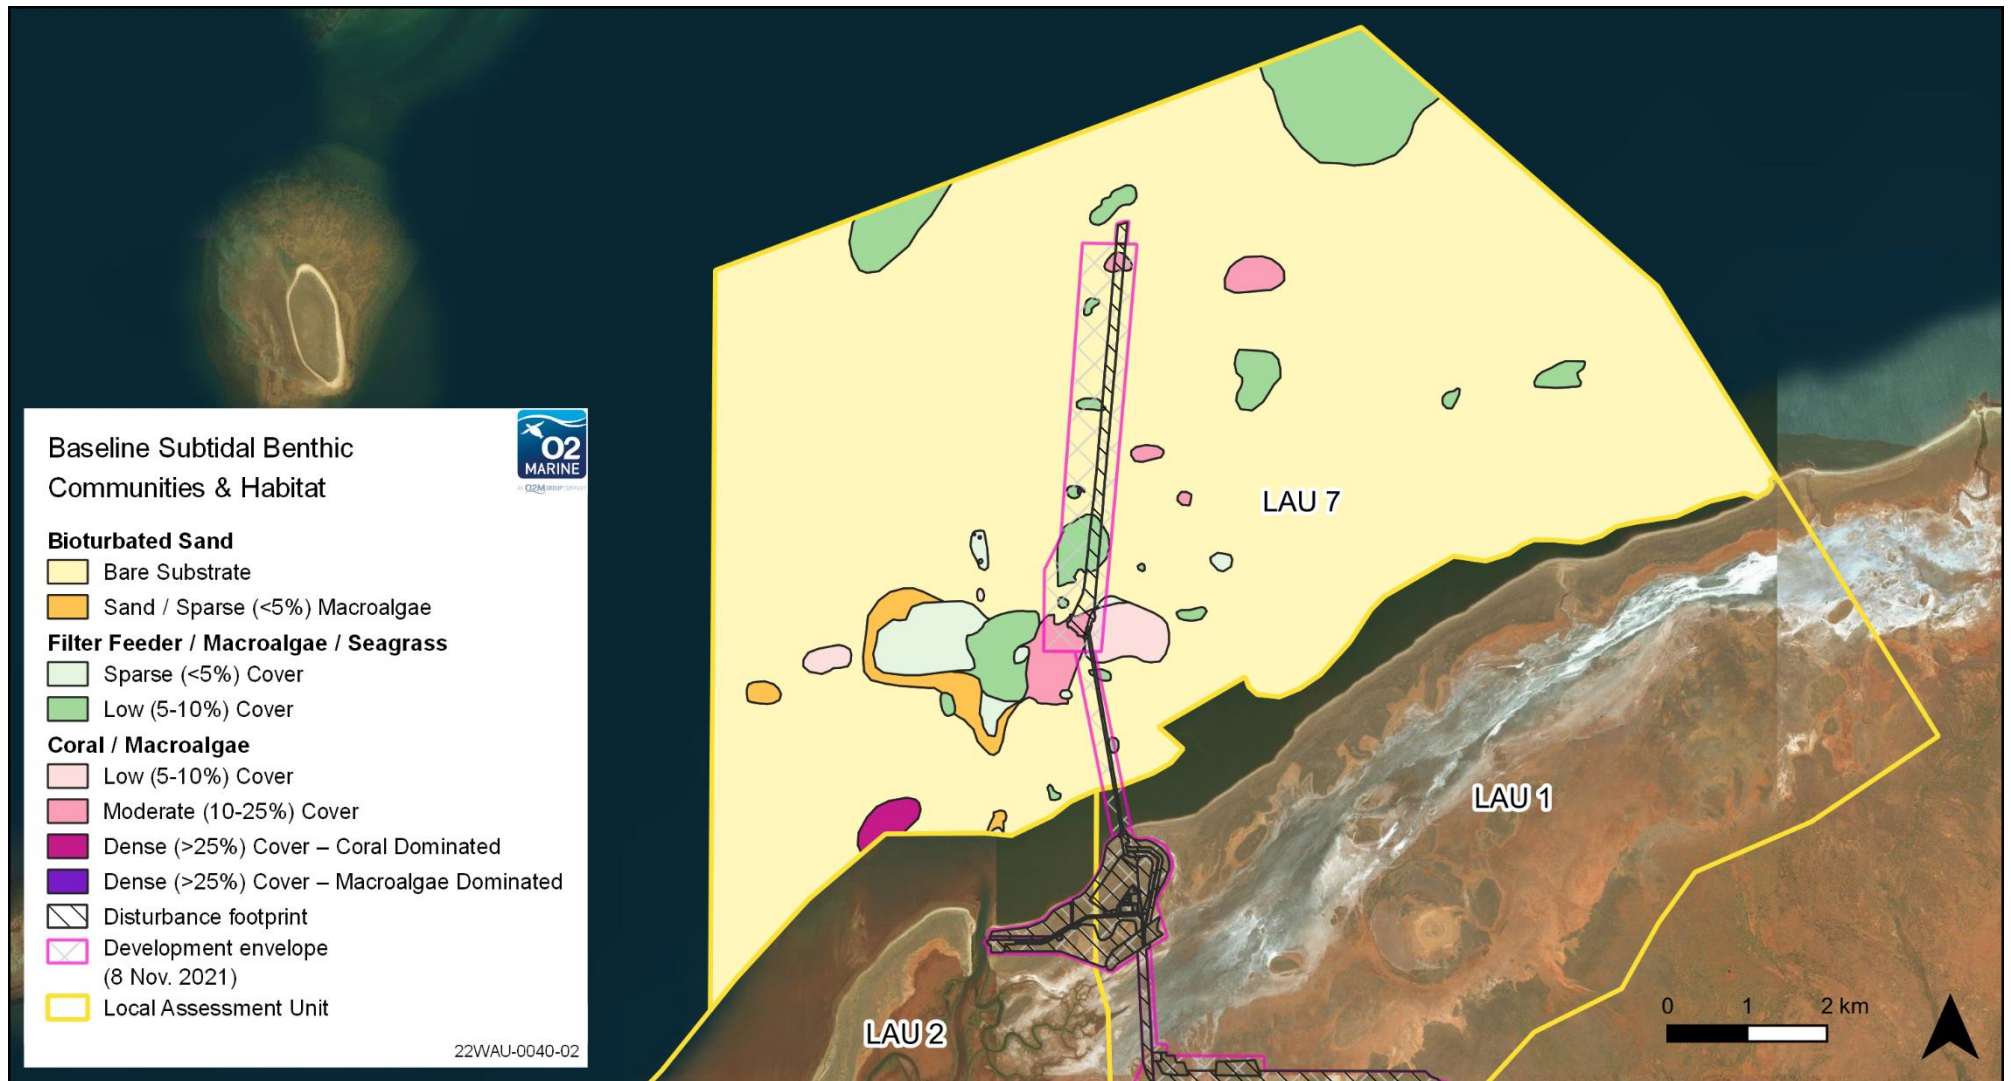 Baseline Subtidal Benthic
Communities & Habitat
O2
MARINE
Bioturbated Sand
Bare Substrate
Sand / Sparse (<5%) Macroalgae
Filter Feeder / Macroalgae / Seagrass
Sparse (<5%) Cover
Low (5-10%) Cover
Coral / Macroalgae
Low (5-10%) Cover
Moderate (10-25%) Cover
Dense (>25%) Cover – Coral Dominated
Dense (>25%) Cover – Macroalgae Dominated
Disturbance footprint
Development envelope
(8 Nov. 2021)
Local Assessment Unit
22WAU-0040-02
LAU 7
LAU 1
LAU 2
0 1 2 km